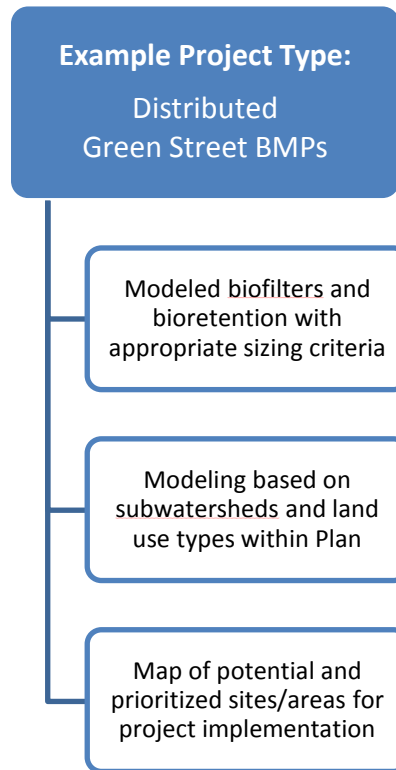 Example Project Type:
Distributed
Green Street BMPs
Modeled biofilters and
bioretention with
appropriate sizing criteria
Modeling based on
subwatersheds and land
use types within Plan
Map of potential and
prioritized sites/areas for
project implementation